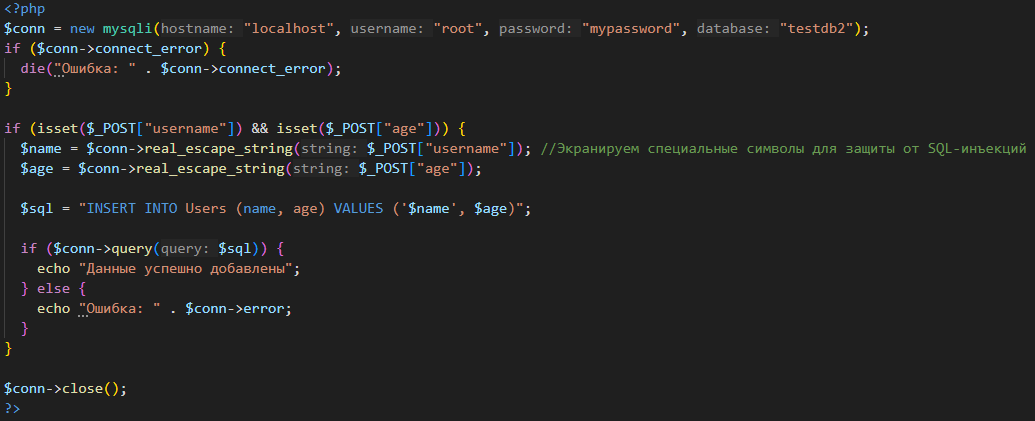 <?php
$conn = new mysqli(hostname: "localhost", username: "root", password: "mypassword", database: "testdb2");
if ($conn->connect_error) {
  die("Ошибка: " . $conn->connect_error);
}

if (isset($_POST["username"]) && isset($_POST["age"])) {
  $name = $conn->real_escape_string(string: $_POST["username"]); //Экранируем специальные символы для защиты от SQL-инъекций
  $age = $conn->real_escape_string(string: $_POST["age"]);

  $sql = "INSERT INTO Users (name, age) VALUES ('$name', $age)";

  if ($conn->query(query: $sql)) {
    echo "Данные успешно добавлены";
  } else {
    echo "Ошибка: " . $conn->error;
  }
}

$conn->close();
?>